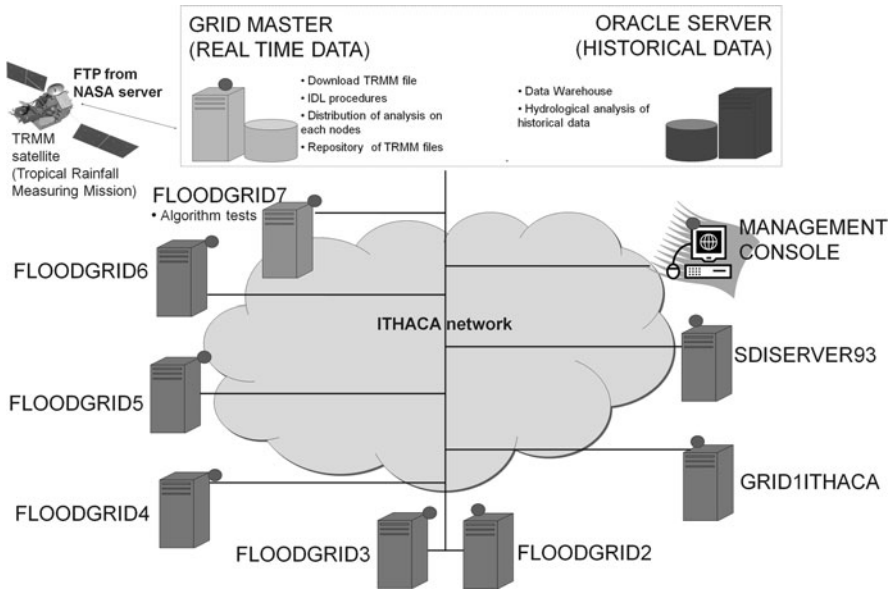 GRID MASTER
(REAL TIME DATA)
• Download TRMM file
• IDL procedures
• Distribution of analysis on
each nodes
• Repository of TRMM files
ORACLE SERVER
(HISTORICAL DATA)
• Data Warehouse
• Hydrological analysis of
historical data
FTP from
NASA server
TRMM
satellite
(Tropical Rainfall
Measuring Mission)
FLOODGRID7
• Algorithm tests
FLOODGRID6
MANAGEMENT
CONSOLE
ITHACA network
SDISERVER93
FLOODGRID5
GRID1ITHACA
FLOODGRID4
FLOODGRID3
FLOODGRID2